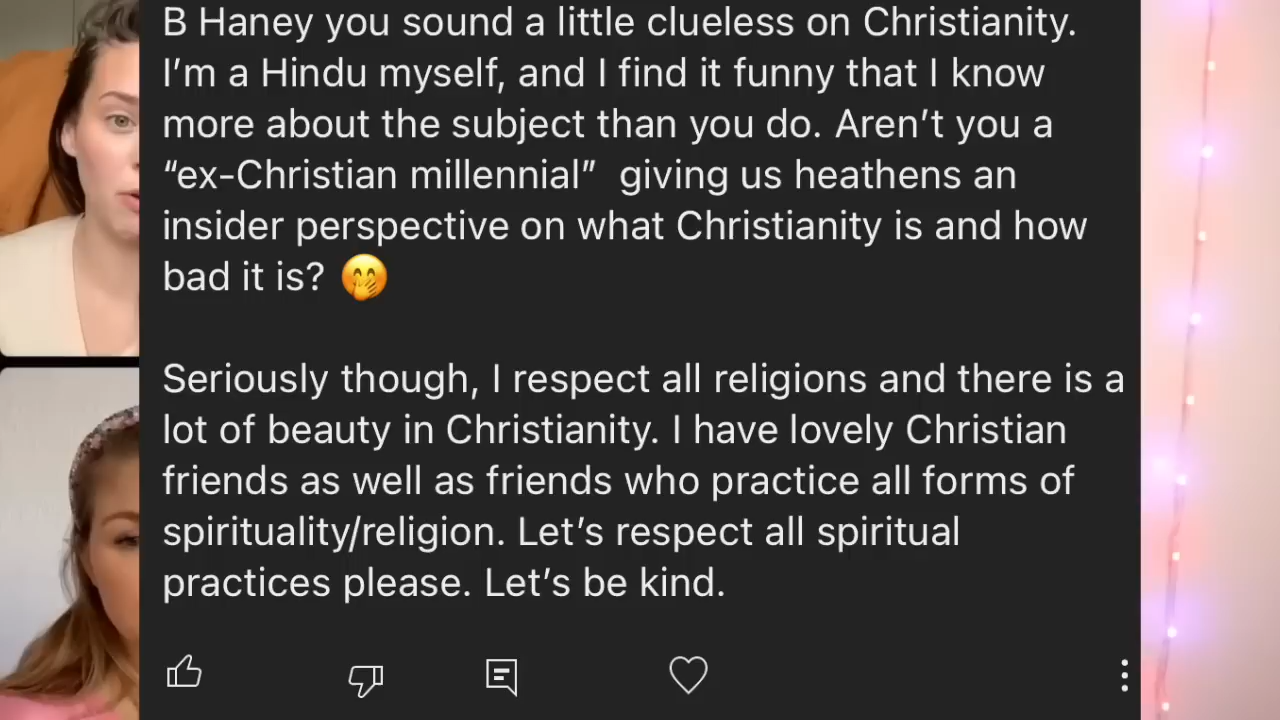 B Haney you sound a little clueless on Christianity.
I’m a Hindu myself, and I find it funny that I know
more about the subject than you do. Aren’t you a
“ex-Christian millennial”  giving us heathens an
insider perspective on what Christianity is and how
bad it is? 🤭
Seriously though, I respect all religions and there is a
lot of beauty in Christianity. I have lovely Christian
friends as well as friends who practice all forms of
spirituality/religion. Let’s respect all spiritual
practices please. Let’s be kind.